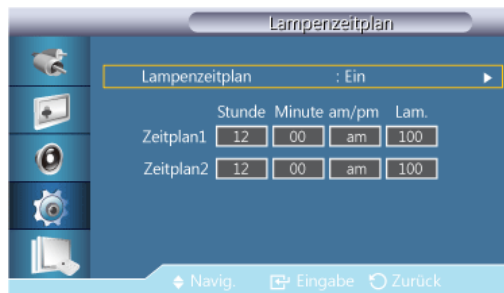 Lampenzeitplan
Lampenzeitplan : Ein
Stunde Minute am/pm Lam.
Zeitplan1 12 00 am 100
Zeitplan2 12 00 am 100
Navig. Eingabe Zurück